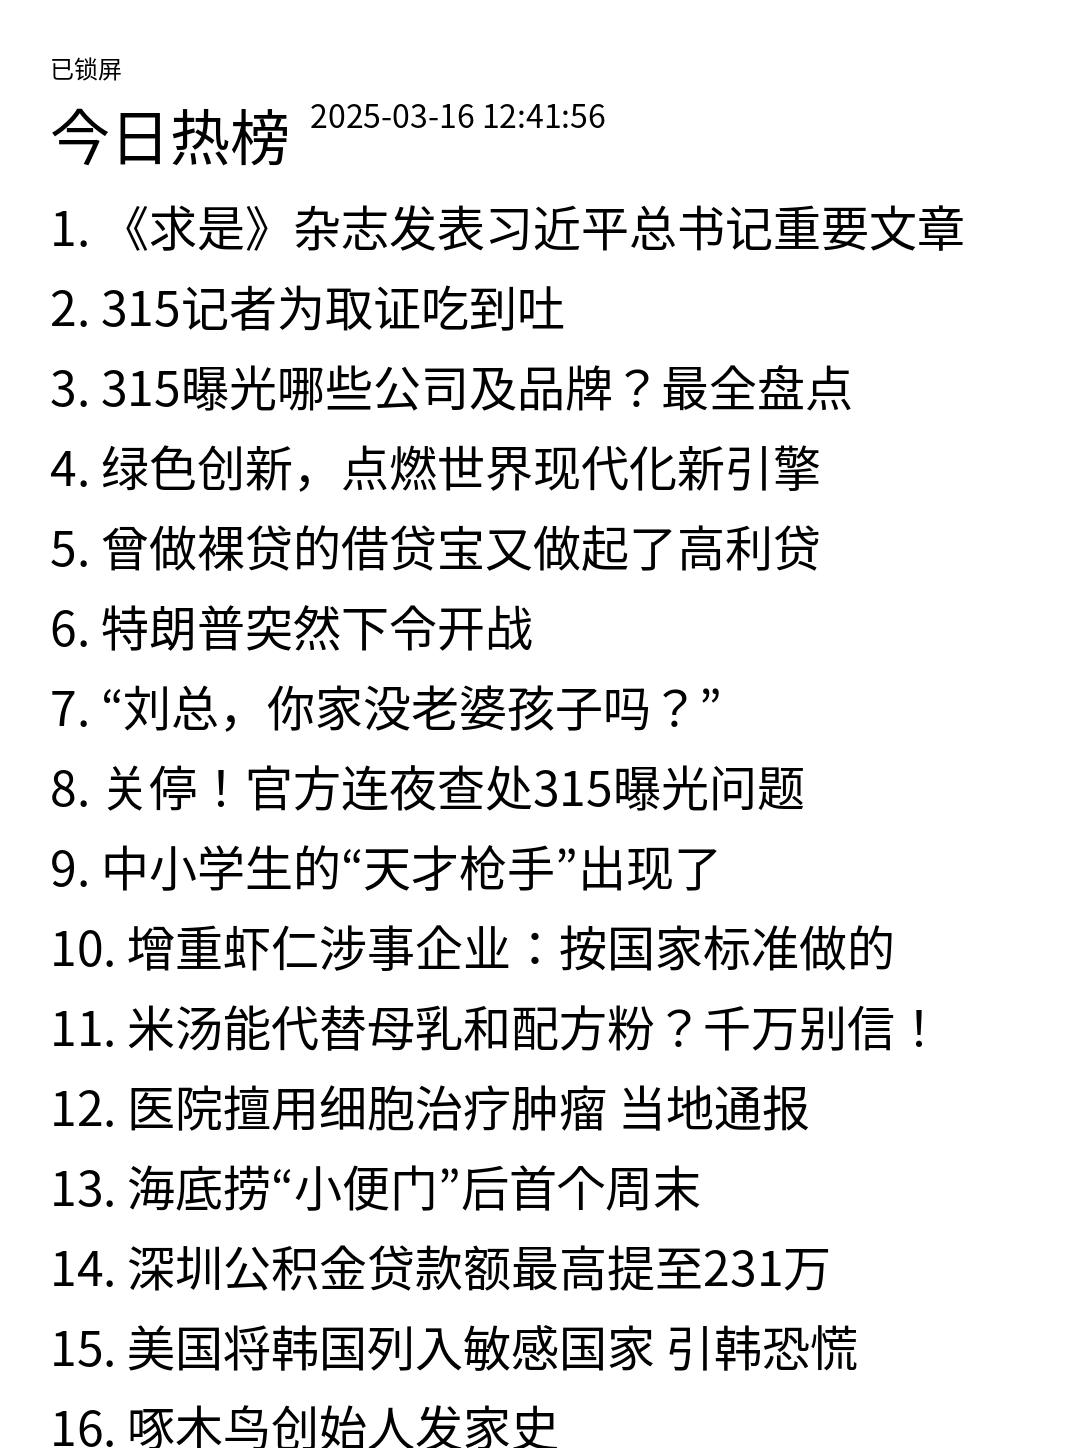 已锁屏
今日热榜 2025-03-16 12:41:56
1. 《求是》杂志发表习近平总书记重要文章
2. 315记者为取证吃到吐
3. 315曝光哪些公司及品牌？最全盘点
4. 绿色创新，点燃世界现代化新引擎
5. 曾做裸贷的借贷宝又做起了高利贷
6. 特朗普突然下令开战
7. “刘总，你家没老婆孩子吗？”
8. 关停！官方连夜查处315曝光问题
9. 中小学生的“天才枪手”出现了
10. 增重虾仁涉事企业：按国家标准做的
11. 米汤能代替母乳和配方粉？千万别信！
12. 医院擅用细胞治疗肿瘤 当地通报
13. 海底捞“小便门”后首个周末
14. 深圳公积金贷款额最高提至231万
15. 美国将韩国列入敏感国家 引韩恐慌
16. 啄木鸟创始人发家史